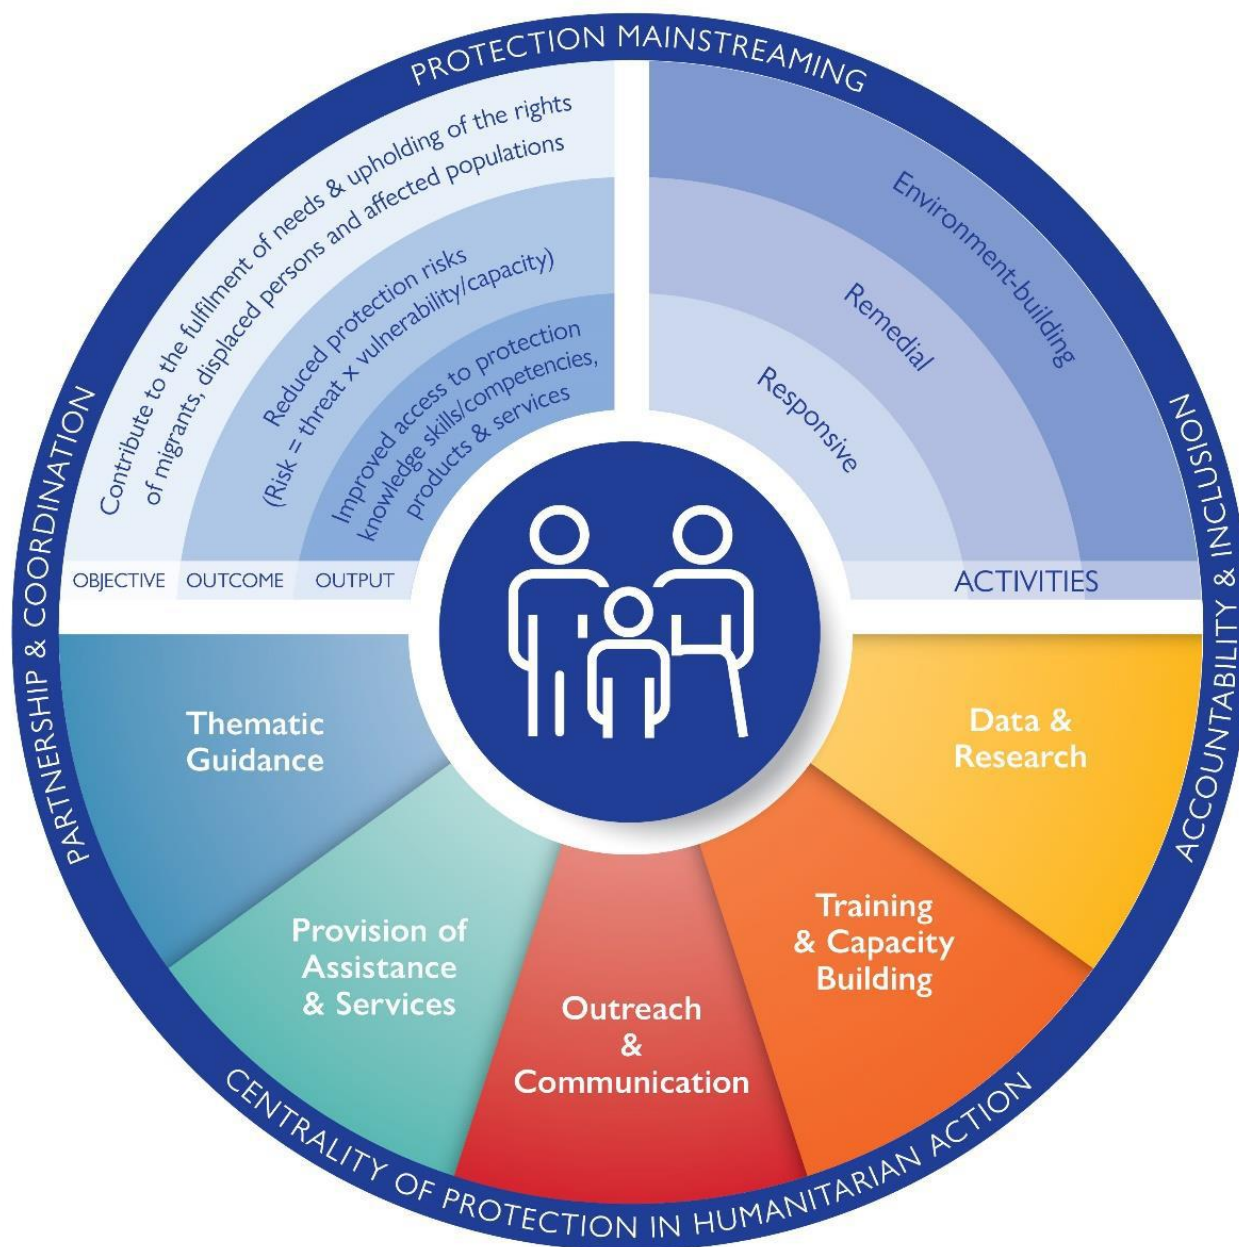 PROTECTION MAINSTREAMING
Contribute to the fulfilment of needs & upholding of the rights
of migrants, displaced persons and affected populations
Reduced protection risks
(Risk = threat x vulnerability/capacity)
Improved access to protection
knowledge skills/competencies,
products & services
OBJECTIVE
OUTCOME
OUTPUT
Environment-building
Remedial
Responsive
ACTIVITIES
PARTNERSHIP & COORDINATION
ACCOUNTABILITY & INCLUSION
Thematic
Guidance
Provision of
Assistance
& Services
Outreach
&
Communication
Training
& Capacity
Building
Data &
Research
CENTRALITY OF PROTECTION IN HUMANITARIAN ACTION